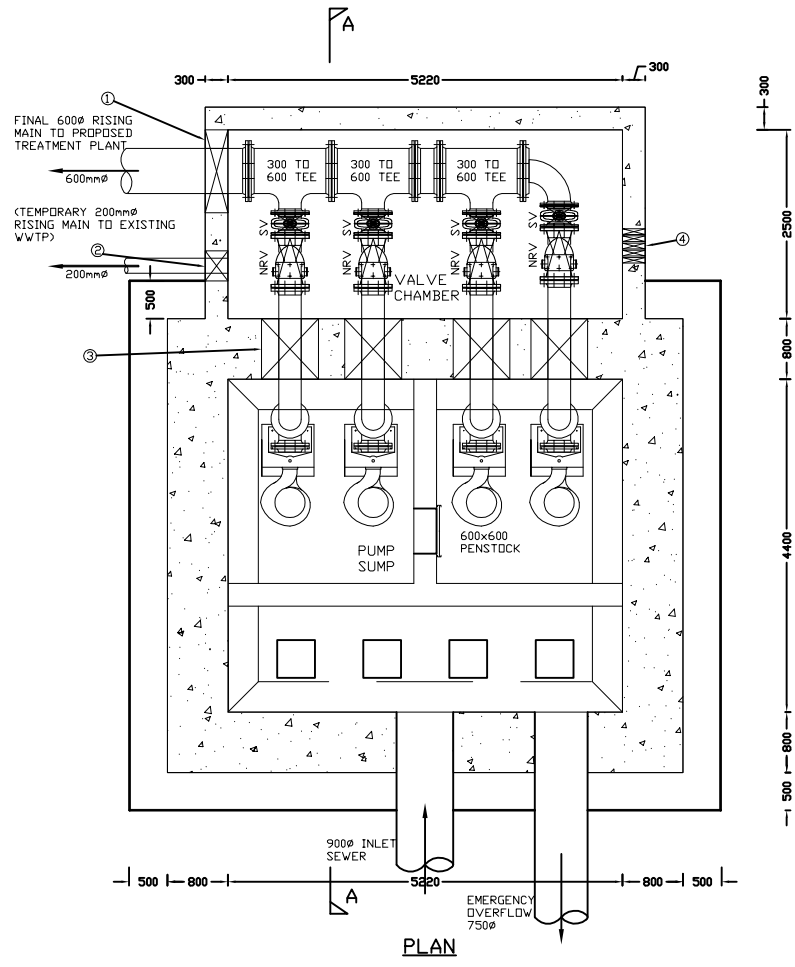 A
300
5220
300
300
①
FINAL 600Ø RISING
MAIN TO PROPOSED
TREATMENT PLANT
600mmØ
300 TO
600 TEE
300 TO
600 TEE
300 TO
600 TEE
(TEMPORARY 200mmØ
RISING MAIN TO EXISTING
WWTP)
②
200mmØ
SV
SV
SV
SV
NRV
NRV
NRV
NRV
④
2500
VALVE
CHAMBER
500
③
800
4400
PUMP
SUMP
600x600
PENSTOCK
800
500
900Ø INLET
SEWER
500
800
A
5220
800
500
EMERGENCY
OVERFLOW
750Ø
PLAN